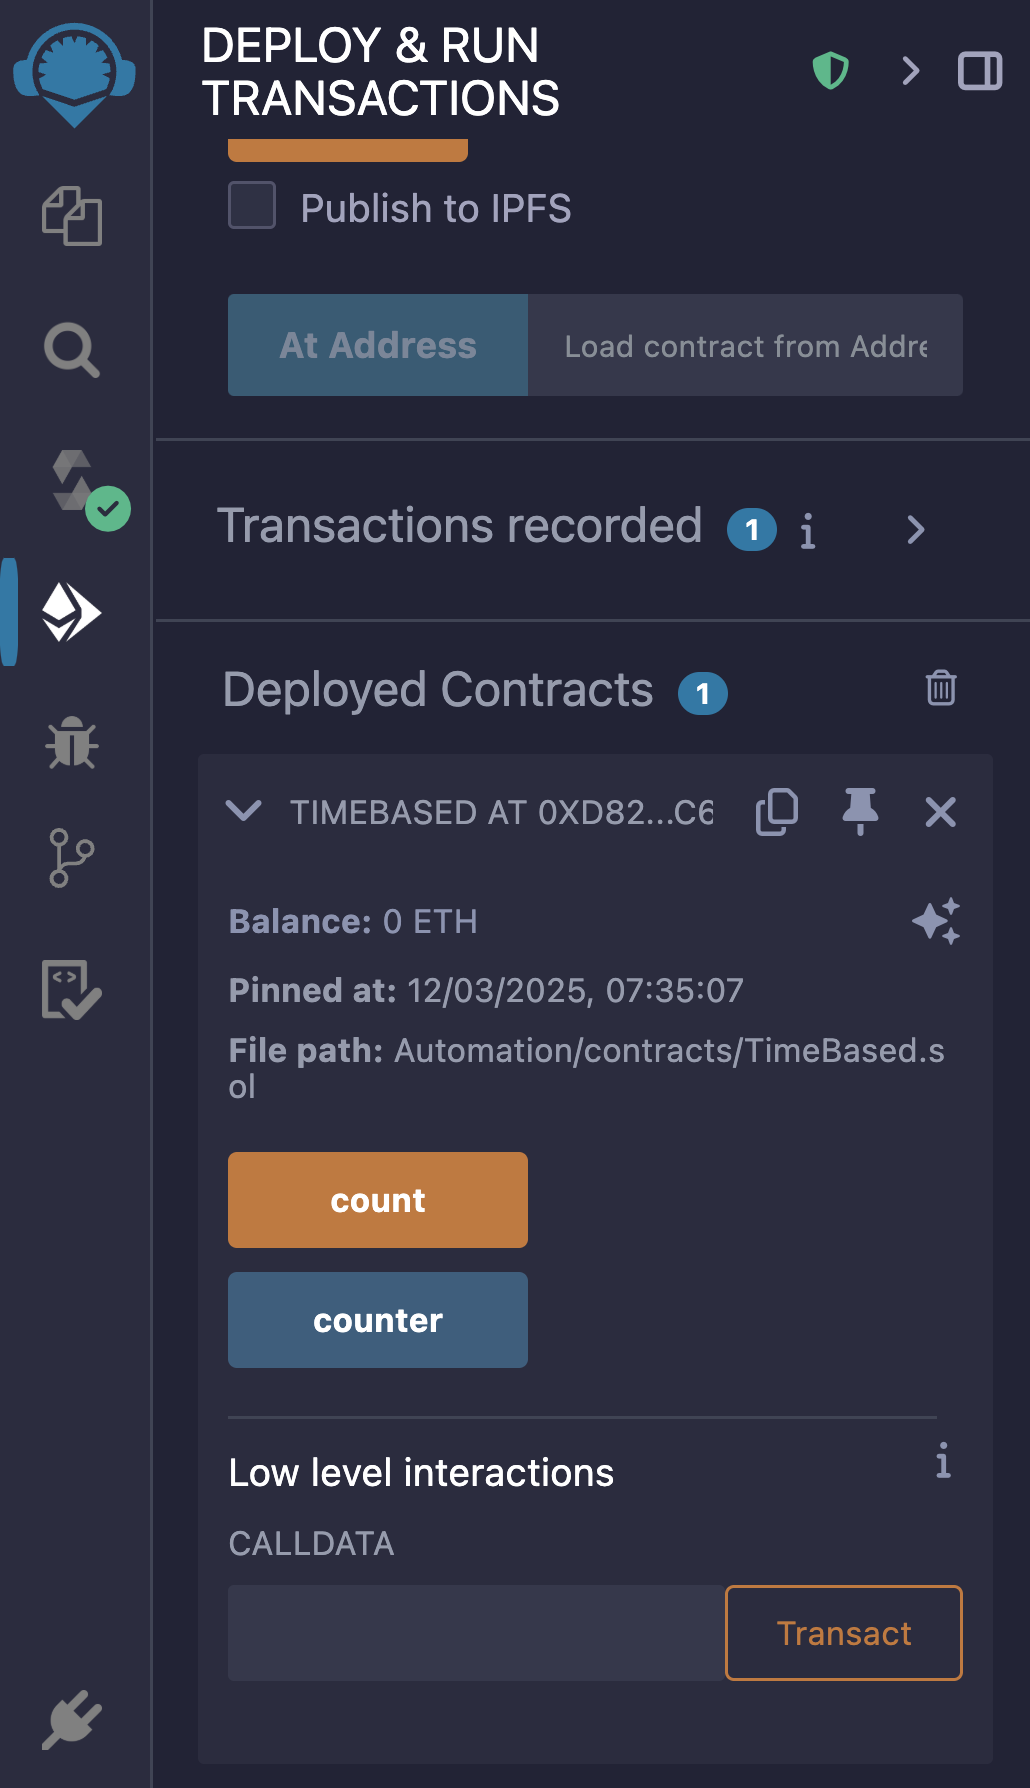 DEPLOY & RUN
TRANSACTIONS
Publish to IPFS
At Address
Load contract from Addre
Transactions recorded 1
Deployed Contracts 1
TIMEBASED AT 0XD82...C6
Balance: 0 ETH
Pinned at: 12/03/2025, 07:35:07
File path: Automation/contracts/TimeBased.s
ol
count
counter
Low level interactions
CALLDATA
Transact